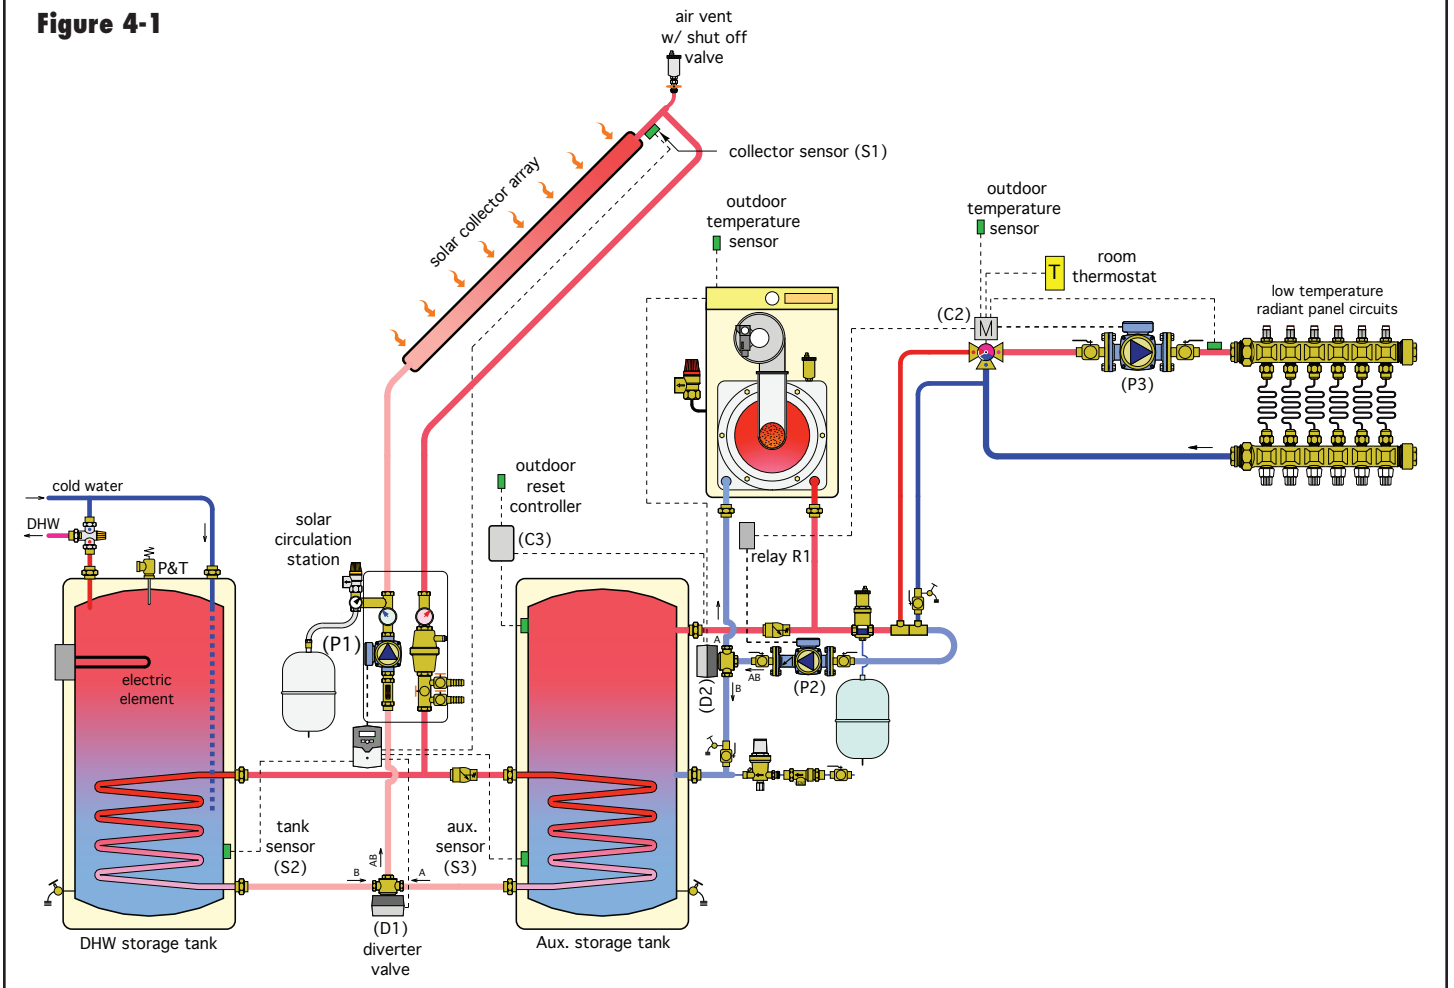 Figure 4-1
air vent
w/ shut off
valve
solar collector array
collector sensor (S1)
outdoor
temperature
sensor
outdoor
temperature
sensor
room
thermostat
T
(C2)
M
low temperature
radiant panel circuits
(P3)
outdoor
reset
controller
(C3)
cold water
DHW
P&T
solar
circulation
station
(P1)
relay R1
A
AB
B
(D2)
(P2)
electric
element
tank
sensor
(S2)
aux.
sensor
(S3)
AB
B
A
(D1)
diverter
valve
DHW storage tank
Aux. storage tank